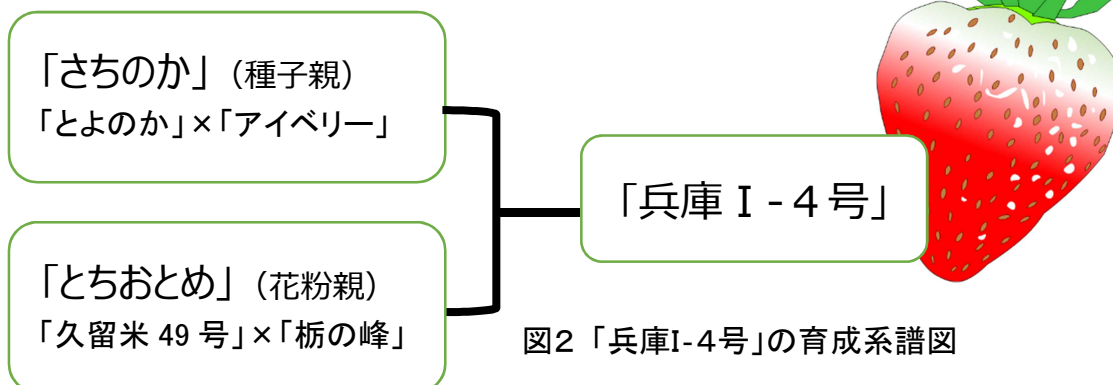 「さちのか」（種子親）
「とよのか」×「アイベリー」
「とちおとめ」（花粉親）
「久留米 49 号」×「栃の峰」
「兵庫Ⅰ-４号」
図２ 「兵庫Ⅰ-４号」の育成系譜図